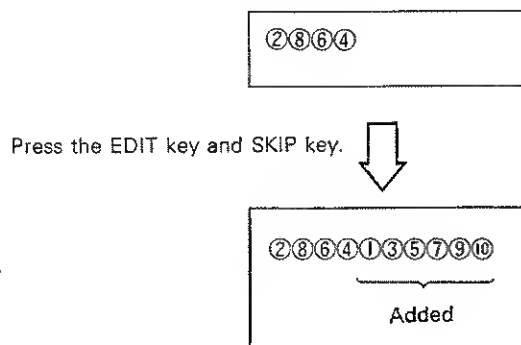 ②⑧⑥④
Press the EDIT key and SKIP key.
②⑧⑥④①③⑤⑦⑨⑩
Added